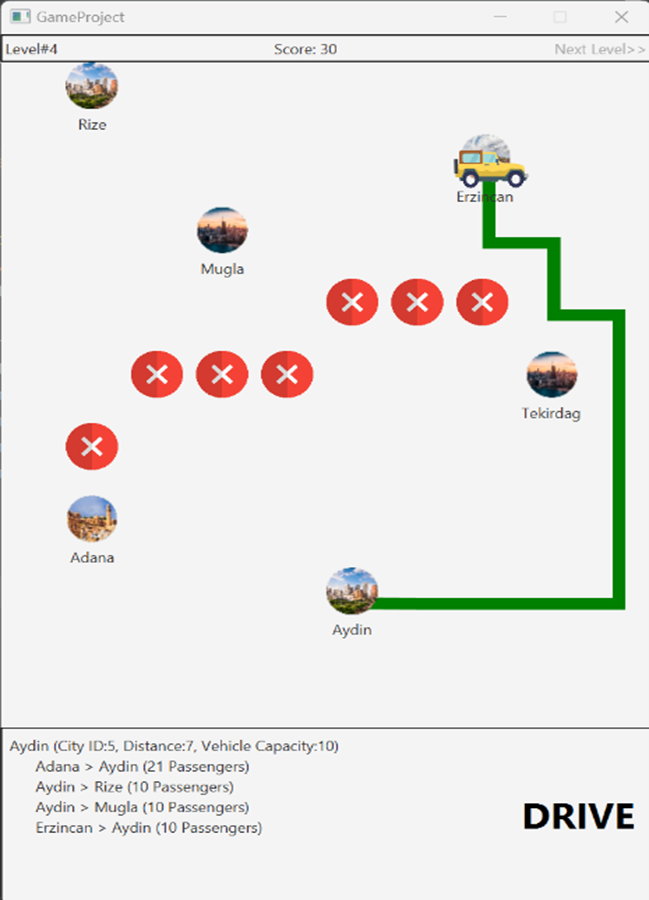 GameProject
Level#4 Score: 30 Next Level>>
Rize
Erzincan
Mugla
Tekirdag
Adana
Aydin
Aydin (City ID:5, Distance:7, Vehicle Capacity:10)
Adana > Aydin (21 Passengers)
Aydin > Rize (10 Passengers)
Aydin > Mugla (10 Passengers)
Erzincan > Aydin (10 Passengers)
DRIVE